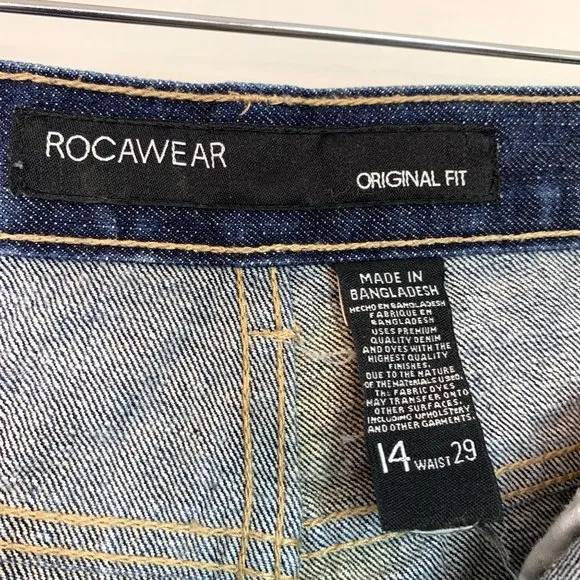 ROCAWEAR
ORIGINAL FIT
MADE IN
BANGLADESH
HECHO EN BANGLADESH
FABRIQUE EN
BANGLADESH
USES PREMIUM
QUALITY DENIM
AND DYES WITH THE
HIGHEST QUALITY
FINISHES.
DUE TO THE NATURE
OF THE MATERIALS USED,
THE FABRIC DYES
MAY TRANSFER ONTO
OTHER SURFACES,
INCLUDING UPHOLSTERY
AND OTHER GARMENTS.
14 WAIST 29